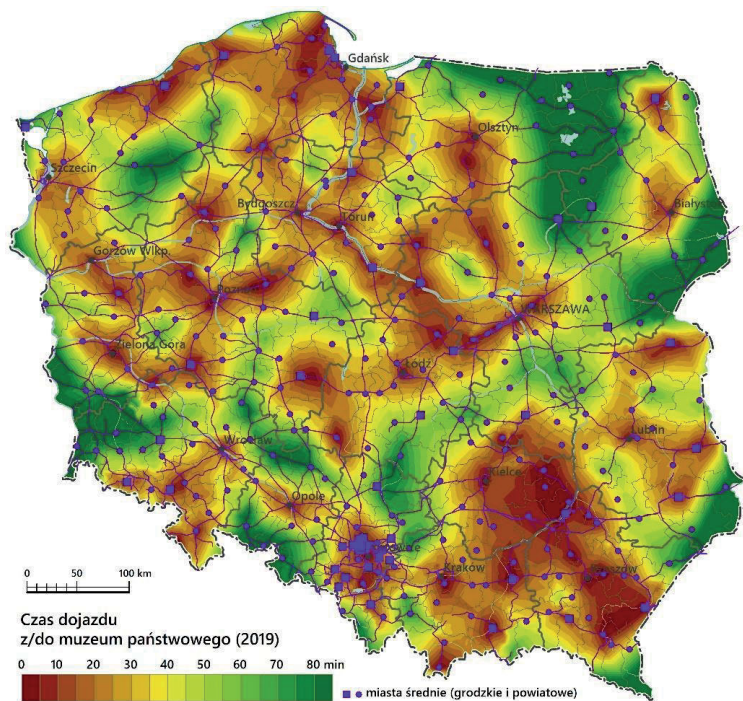 Gdańsk
Olsztyn
Szczecin
Białystok
Bydgoszcz
Toruń
Gorzów Wlkp.
Poznań
WARSZAWA
Zielona Góra
Łódź
Lublin
Wrocław
Kielce
Opole
Katowice
Kraków
Rzeszów
0 50 100 km
Czas dojazdu
z/do muzeum państwowego (2019)
0 10 20 30 40 50 60 70 80 min
miasta średnie (grodzkie i powiatowe)